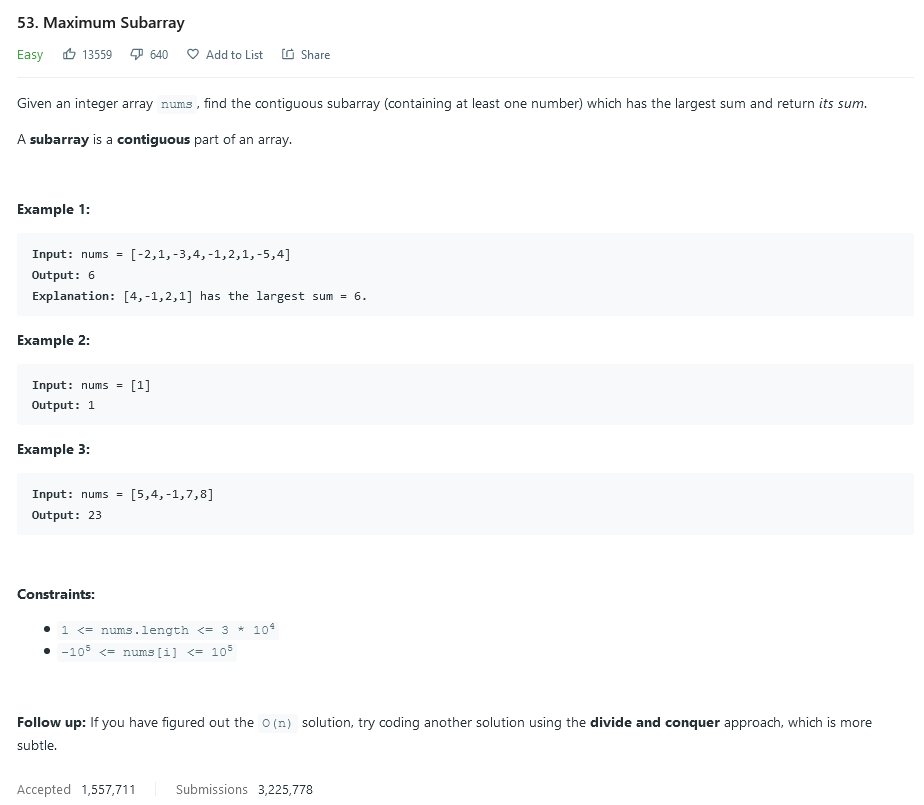 53. Maximum Subarray
Easy 13559 640 Add to List Share
Given an integer array nums , find the contiguous subarray (containing at least one number) which has the largest sum and return its sum.
A subarray is a contiguous part of an array.
Example 1:
Input: nums = [-2,1,-3,4,-1,2,1,-5,4]
Output: 6
Explanation: [4,-1,2,1] has the largest sum = 6.
Example 2:
Input: nums = [1]
Output: 1
Example 3:
Input: nums = [5,4,-1,7,8]
Output: 23
Constraints:
1 <= nums.length <= 3 * 10⁴
-10⁵ <= nums[i] <= 10⁵
Follow up: If you have figured out the O(n) solution, try coding another solution using the divide and conquer approach, which is more
subtle.
Accepted 1,557,711 Submissions 3,225,778